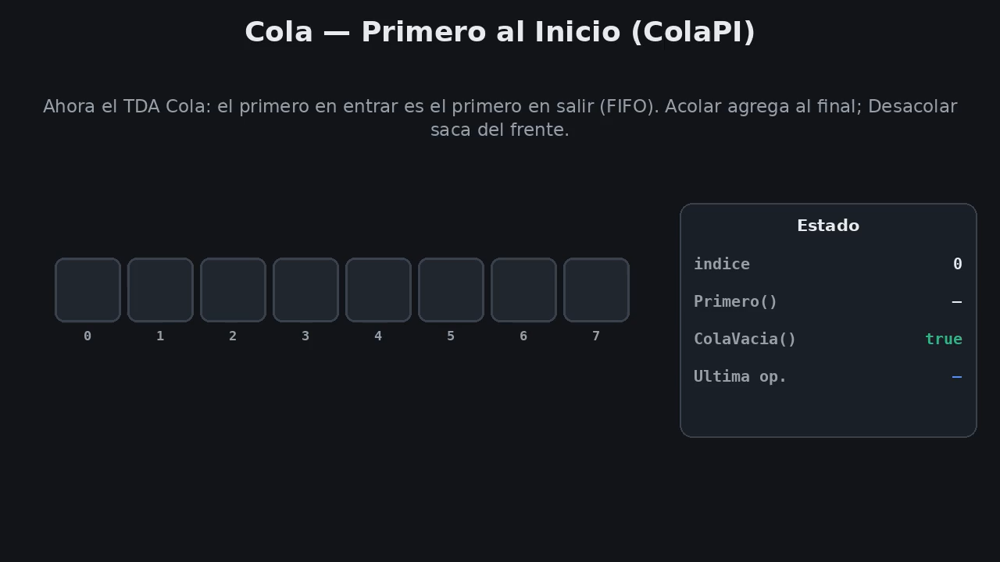 Cola — Primero al Inicio (ColaPI)
Ahora el TDA Cola: el primero en entrar es el primero en salir (FIFO). Acolar agrega al final; Desacolar
saca del frente.
Estado
indice 0
Primero() —
ColaVacia() true
Ultima op. —
0 1 2 3 4 5 6 7